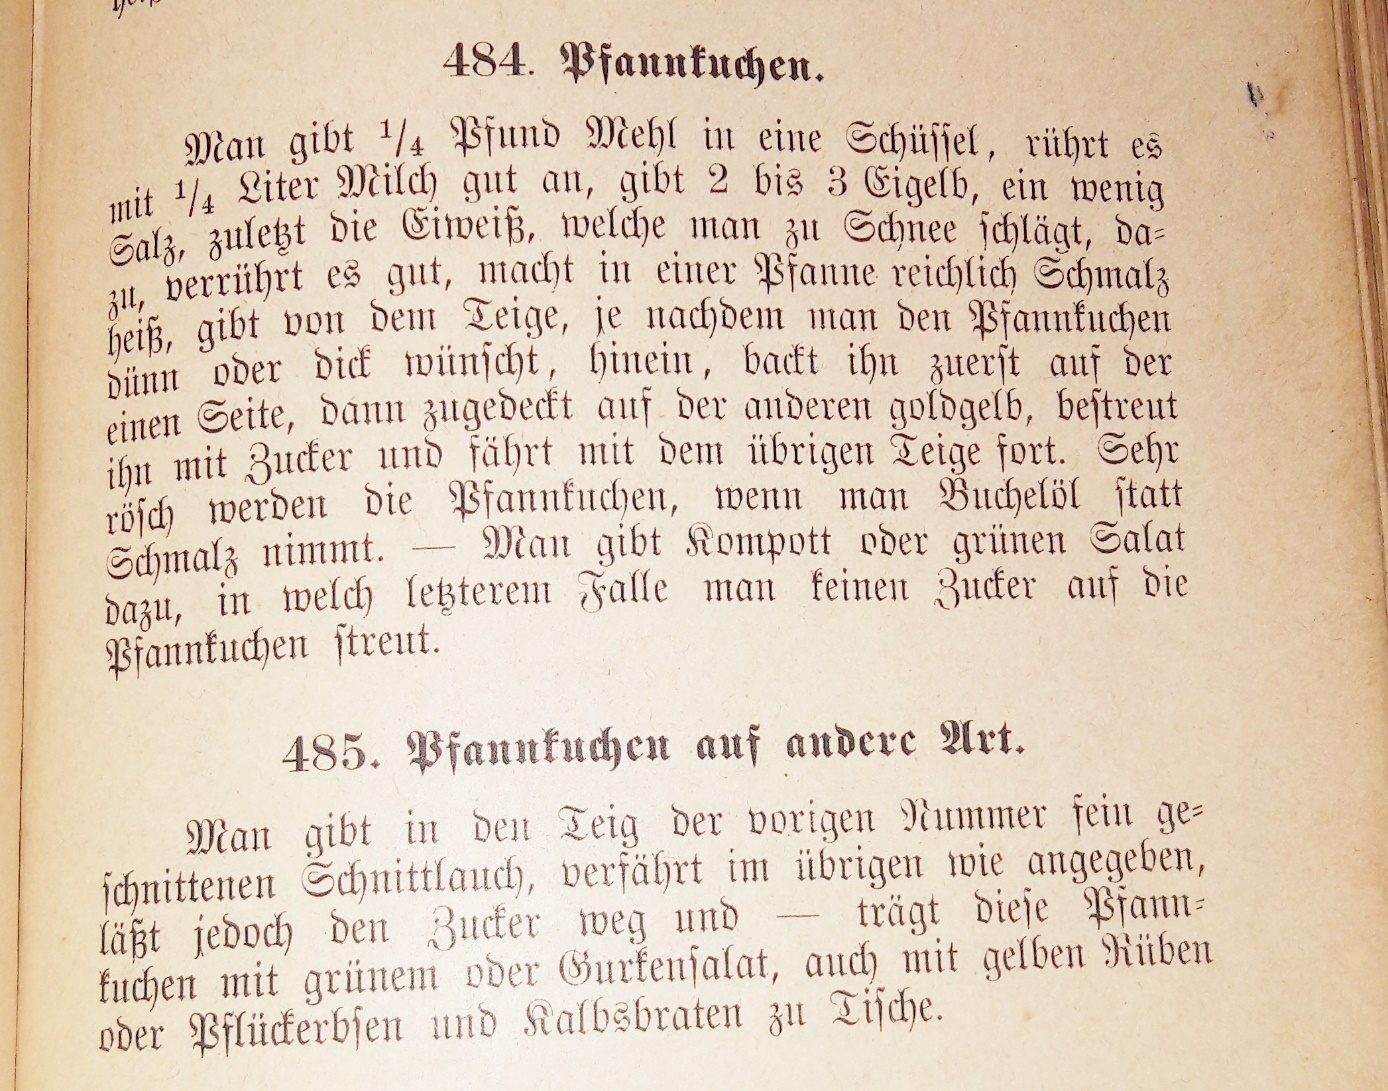 484. Pfannkuchen.
Man gibt 1/4 Pfund Mehl in eine Schüssel, rührt es
mit 1/4 Liter Milch gut an, gibt 2 bis 3 Eigelb, ein wenig
Salz, zuletzt die Eiweiß, welche man zu Schnee schlägt, da-
zu, verrührt es gut, macht in einer Pfanne reichlich Schmalz
heiß, gibt von dem Teige, je nachdem man den Pfannkuchen
dünn oder dick wünscht, hinein, backt ihn zuerst auf der
einen Seite, dann zugedeckt auf der anderen goldgelb, bestreut
ihn mit Zucker und fährt mit dem übrigen Teige fort. Sehr
rösch werden die Pfannkuchen, wenn man Buchelöl statt
Schmalz nimmt. — Man gibt Kompott oder grünen Salat
dazu, in welch letzterem Falle man keinen Zucker auf die
Pfannkuchen streut.
485. Pfannkuchen auf andere Art.
Man gibt in den Teig der vorigen Nummer fein ge-
schnittenen Schnittlauch, verfährt im übrigen wie angegeben,
läßt jedoch den Zucker weg und — trägt diese Pfann-
kuchen mit grünem oder Gurkensalat, auch mit gelben Rüben
oder Pflückerbsen und Kalbsbraten zu Tische.